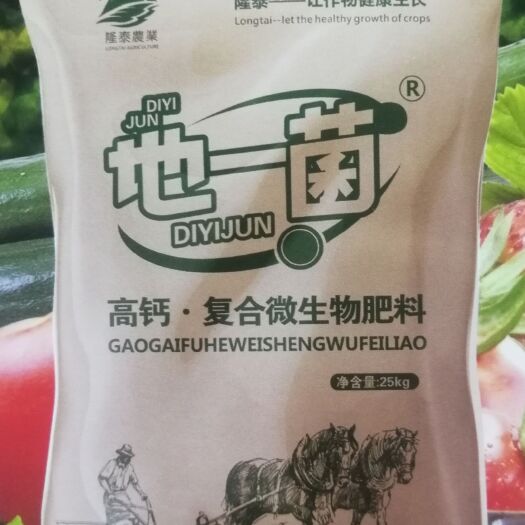 隆泰——让作物健康生长
Longtai--let the healthy growth of crops
隆泰農業
LONGTAI AGRICULTURE
DIYI
JUN
®
地一菌
DIYIJUN
高钙·复合微生物肥料
GAOGAIFUHEWEISHENGWUFEILIAO
净含量:25kg